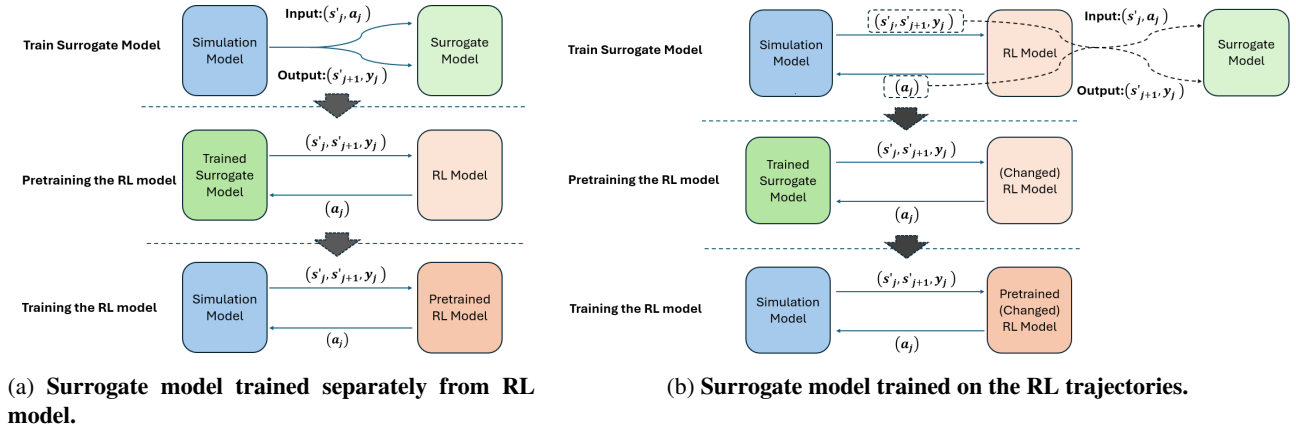 Train Surrogate Model
Simulation
Model
Input:(s'ⱼ, aⱼ)
Output:(s'ⱼ₊₁, yⱼ)
Surrogate
Model
Pretraining the RL model
Trained
Surrogate
Model
(s'ⱼ, s'ⱼ₊₁, yⱼ)
(aⱼ)
RL Model
Training the RL model
Simulation
Model
(s'ⱼ, s'ⱼ₊₁, yⱼ)
(aⱼ)
Pretrained
RL Model
(a) Surrogate model trained separately from RL
model.
Train Surrogate Model
Simulation
Model
(s'ⱼ, s'ⱼ₊₁, yⱼ)
(aⱼ)
RL Model
Input:(s'ⱼ, aⱼ)
Output:(s'ⱼ₊₁, yⱼ)
Surrogate
Model
Pretraining the RL model
Trained
Surrogate
Model
(s'ⱼ, s'ⱼ₊₁, yⱼ)
(aⱼ)
(Changed)
RL Model
Training the RL model
Simulation
Model
(s'ⱼ, s'ⱼ₊₁, yⱼ)
(aⱼ)
Pretrained
(Changed)
RL Model
(b) Surrogate model trained on the RL trajectories.